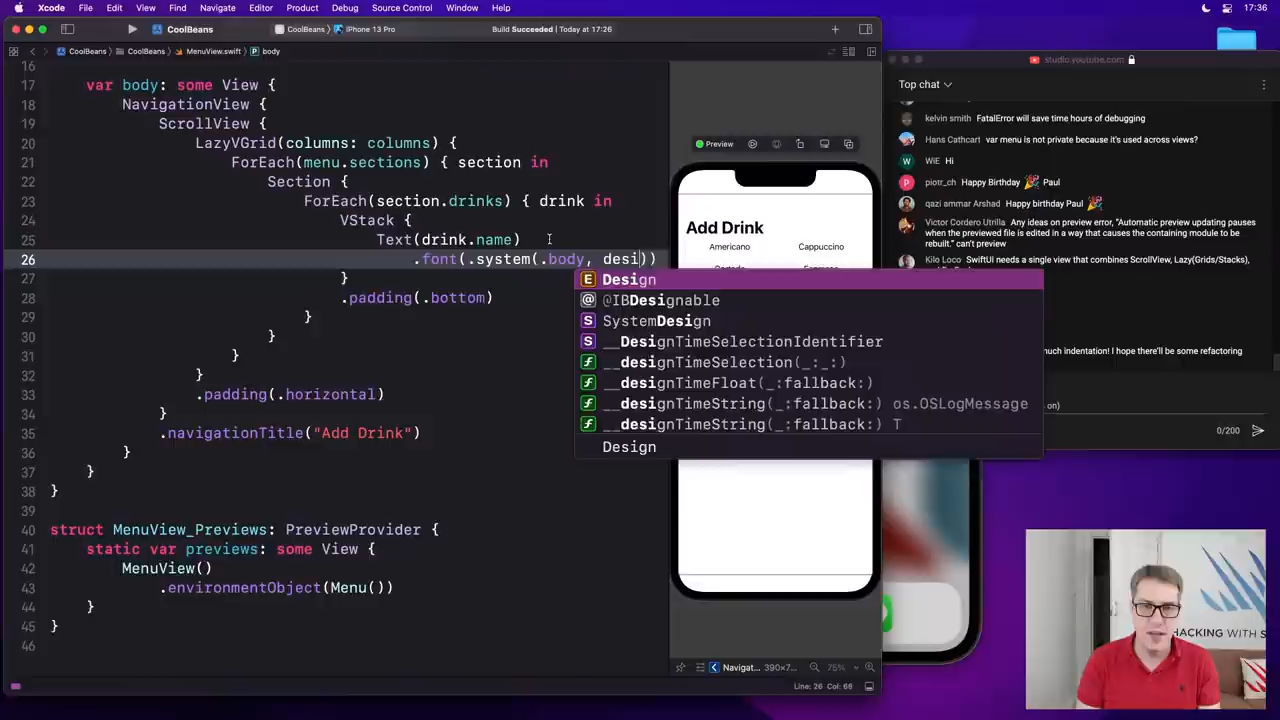 Xcode File Edit View Find Navigate Editor Product Debug Source Control Window Help 17:36
CoolBeans CoolBeans iPhone 13 Pro Build Succeeded | Today at 17:26
CoolBeans CoolBeans MenuView.swift body
16
17 var body: some View {
18 NavigationView {
19 ScrollView {
20 LazyVGrid(columns: columns) {
21 ForEach(menu.sections) { section in
22 Section {
23 ForEach(section.drinks) { drink in
24 VStack {
25 Text(drink.name)
26 .font(.system(.body, desi))
27 }
28 .padding(.bottom)
29 }
30 }
31 }
32 }
33 .padding(.horizontal)
34 }
35 .navigationTitle("Add Drink")
36 }
37 }
38 }
39
40 struct MenuView_Previews: PreviewProvider {
41 static var previews: some View {
42 MenuView()
43 .environmentObject(Menu())
44 }
45 }
46
E Design
@ @IBDesignable
S SystemDesign
S __DesignTimeSelectionIdentifier
f __designTimeSelection(_:_:)
f __designTimeFloat(_:fallback:)
f __designTimeString(_:fallback:) os.OSLogMessage
f __designTimeString(_:fallback:) T
Design
Preview
Add Drink
Americano Cappuccino
Navigat... 390×7... 75%
Line: 26 Col: 66
studio.youtube.com
Top chat
kelvin smith FatalError will save time hours of debugging
Hans Cathcart var menu is not private because it's used across views?
W WiE Hi
P piotr_ch Happy Birthday Paul
qazi ammar Arshad Happy birthday Paul
Victor Cordero Utrilla Any ideas on preview error, "Automatic preview updating pauses
when the previewed file is edited in a way that causes the containing module to be
rebuilt." can't preview
Kilo Loco SwiftUI needs a single view that combines ScrollView, Lazy(Grids/Stacks),
much indentation! I hope there'll be some refactoring
on)
0/200
HACKING WITH S